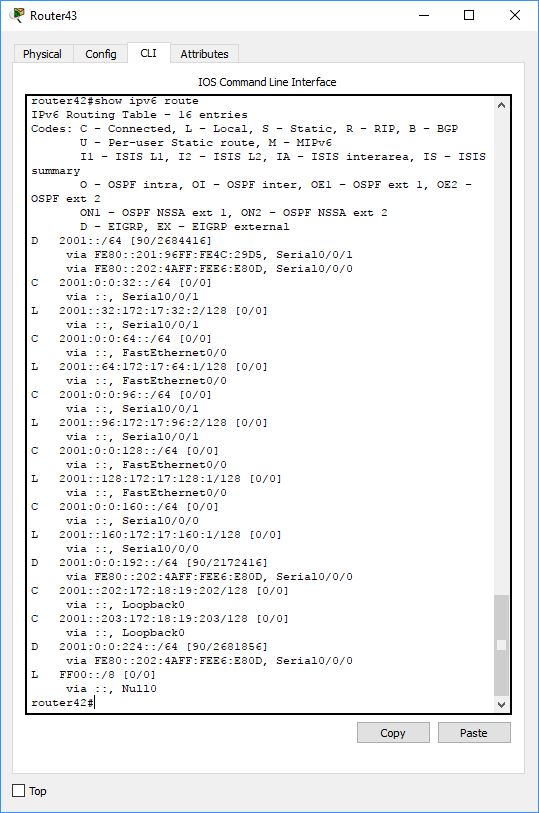 Router43
Physical Config CLI Attributes
IOS Command Line Interface
router42#show ipv6 route
IPv6 Routing Table - 16 entries
Codes: C - Connected, L - Local, S - Static, R - RIP, B - BGP
U - Per-user Static route, M - MIPv6
I1 - ISIS L1, I2 - ISIS L2, IA - ISIS interarea, IS - ISIS
summary
O - OSPF intra, OI - OSPF inter, OE1 - OSPF ext 1, OE2 -
OSPF ext 2
ON1 - OSPF NSSA ext 1, ON2 - OSPF NSSA ext 2
D - EIGRP, EX - EIGRP external
D 2001::/64 [90/2684416]
via FE80::201:96FF:FE4C:29D5, Serial0/0/1
via FE80::202:4AFF:FEE6:E80D, Serial0/0/0
C 2001:0:0:32::/64 [0/0]
via ::, Serial0/0/1
L 2001::32:172:17:32:2/128 [0/0]
via ::, Serial0/0/1
C 2001:0:0:64::/64 [0/0]
via ::, FastEthernet0/0
L 2001::64:172:17:64:1/128 [0/0]
via ::, FastEthernet0/0
C 2001:0:0:96::/64 [0/0]
via ::, Serial0/0/1
L 2001::96:172:17:96:2/128 [0/0]
via ::, Serial0/0/1
C 2001:0:0:128::/64 [0/0]
via ::, FastEthernet0/0
L 2001::128:172:17:128:1/128 [0/0]
via ::, FastEthernet0/0
C 2001:0:0:160::/64 [0/0]
via ::, Serial0/0/0
L 2001::160:172:17:160:1/128 [0/0]
via ::, Serial0/0/0
D 2001:0:0:192::/64 [90/2172416]
via FE80::202:4AFF:FEE6:E80D, Serial0/0/0
C 2001::202:172:18:19:202/128 [0/0]
via ::, Loopback0
C 2001::203:172:18:19:203/128 [0/0]
via ::, Loopback0
D 2001:0:0:224::/64 [90/2681856]
via FE80::202:4AFF:FEE6:E80D, Serial0/0/0
L FF00::/8 [0/0]
via ::, Null0
router42#
Copy Paste
Top